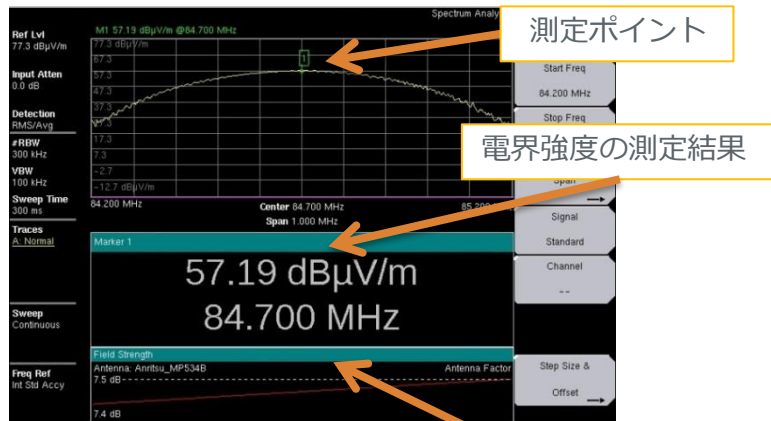 Spectrum Analy
測定ポイント
Ref Lvl
77.3 dBµV/m
M1 57.19 dBµV/m @84.700 MHz
77.3 dBµV/m
67.3
1
57.3
47.3
37.3
17.3
7.3
-2.7
-12.7 dBµV/m
Input Atten
0.0 dB
Detection
RMS/Avg
#RBW
300 kHz
VBW
100 kHz
Sweep Time
300 ms
Traces
A: Normal
Sweep
Continuous
Freq Ref
Int Std Accy
84.200 MHz
Center 84.700 MHz
85.200
Span 1.000 MHz
電界強度の測定結果
Marker 1
57.19 dBµV/m
84.700 MHz
Field Strength
Antenna: Anritsu_MP534B
Antenna Factor
7.5 dB
7.4 dB
Start Freq
84.200 MHz
Stop Freq
Span
Signal
Standard
Channel
--
Step Size &
Offset